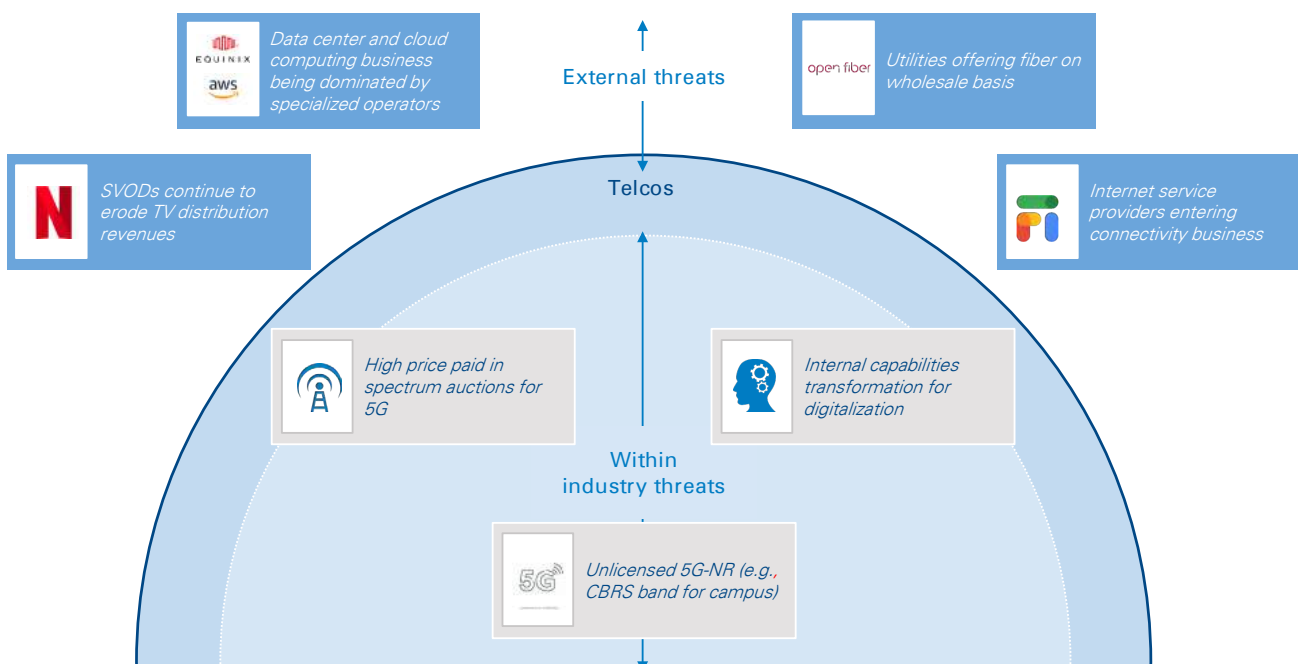 EQUINIX
aws
Data center and cloud
computing business
being dominated by
specialized operators
External threats
open fiber
Utilities offering fiber on
wholesale basis
N
SVODs continue to
erode TV distribution
revenues
Telcos
Internet service
providers entering
connectivity business
High price paid in
spectrum auctions for
5G
Internal capabilities
transformation for
digitalization
Within
industry threats
5G
Unlicensed 5G-NR (e.g.,
CBRS band for campus)